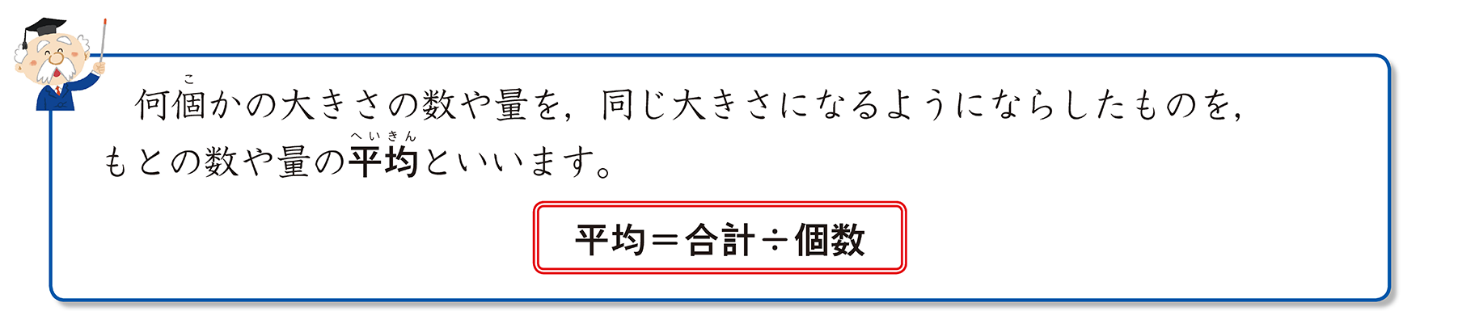 何個かの大きさの数や量を，同じ大きさになるようにならしたものを，
もとの数や量の平均といいます。
平均＝合計÷個数